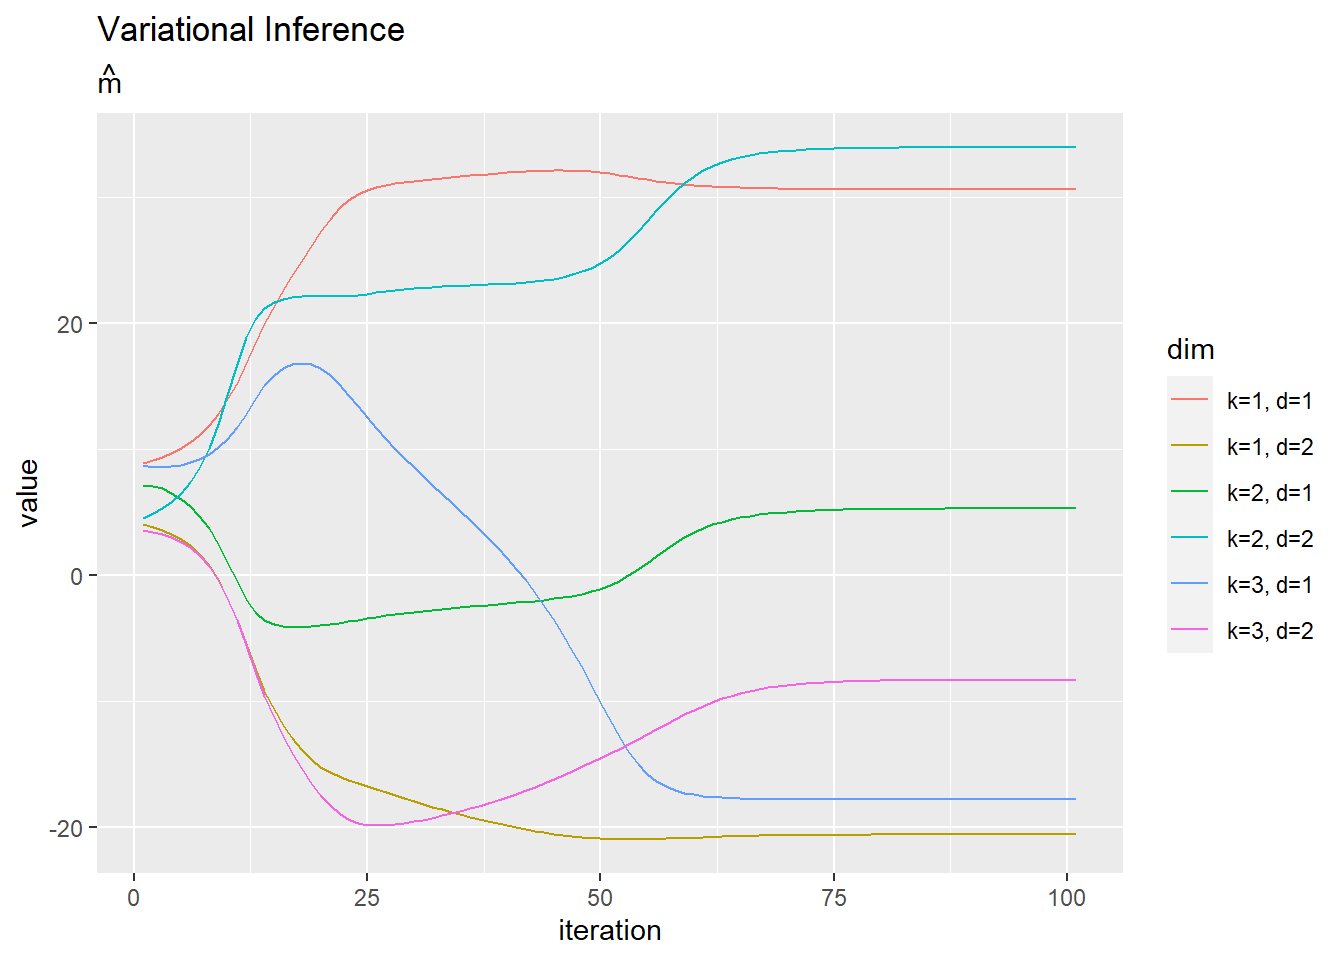 Variational Inference
m̂
20
0
-20
value
0 25 50 75 100
iteration
dim
k=1, d=1
k=1, d=2
k=2, d=1
k=2, d=2
k=3, d=1
k=3, d=2